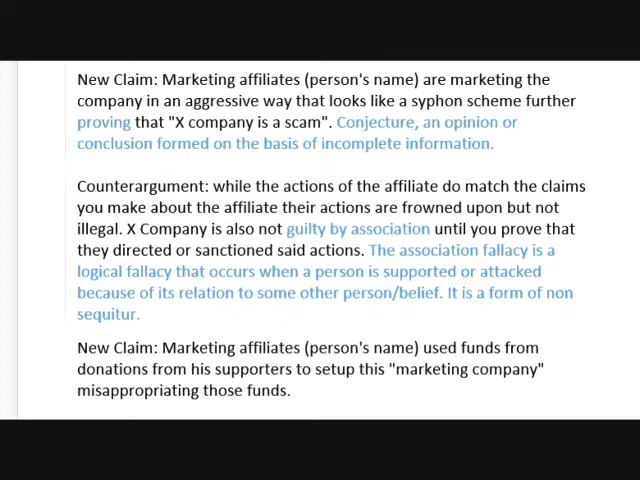 New Claim: Marketing affiliates (person's name) are marketing the
company in an aggressive way that looks like a syphon scheme further
proving that "X company is a scam". Conjecture, an opinion or
conclusion formed on the basis of incomplete information.
Counterargument: while the actions of the affiliate do match the claims
you make about the affiliate their actions are frowned upon but not
illegal. X Company is also not guilty by association until you prove that
they directed or sanctioned said actions. The association fallacy is a
logical fallacy that occurs when a person is supported or attacked
because of its relation to some other person/belief. It is a form of non
sequitur.
New Claim: Marketing affiliates (person's name) used funds from
donations from his supporters to setup this "marketing company"
misappropriating those funds.